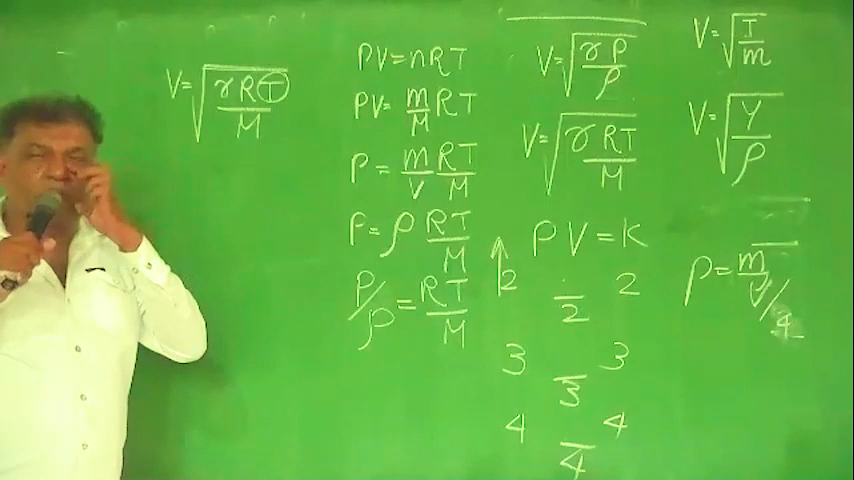 V=√(γRT/M)
PV=nRT
PV= m/M RT
P = m/V RT/M
P=ρ RT/M
P/ρ = RT/M
V=√(γP/ρ)
V=√(γRT/M)
PV=K
↑2 /2 2
3 /3 3
4 /4 4
V=√(T/m)
V=√(Y/ρ)
ρ= m/V/4